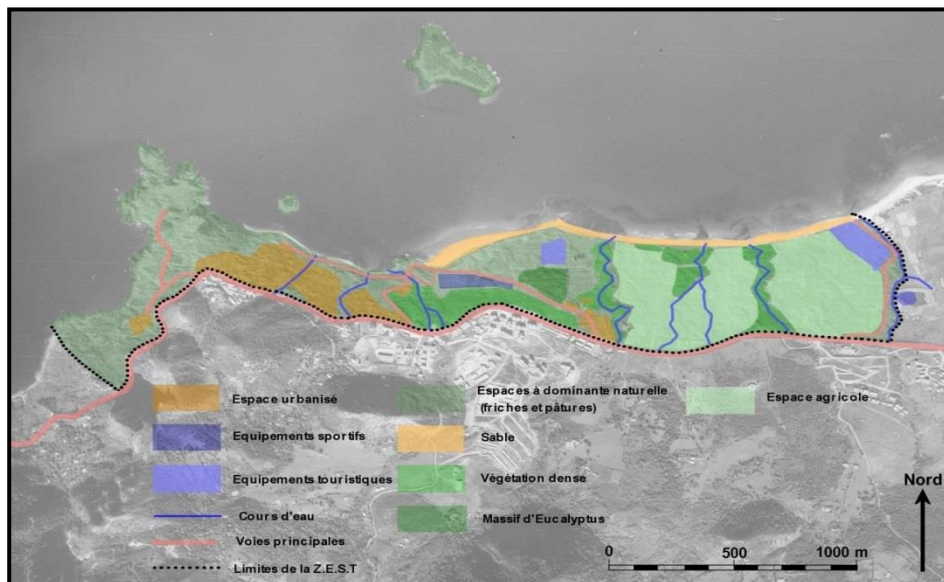 Espace urbanisé
Espaces à dominante naturelle
(friches et pâtures)
Espace agricole
Equipements sportifs
Sable
Equipements touristiques
Végétation dense
Cours d'eau
Massif d'Eucalyptus
Voies principales
Limites de la Z.E.S.T
Nord
0 500 1000 m